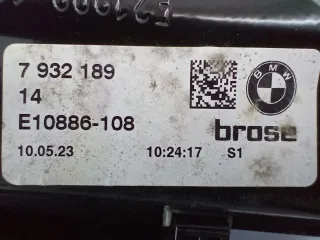 7 932 189
14
BMW
E10886-108
brose
10.05.23 10:24:17 S1